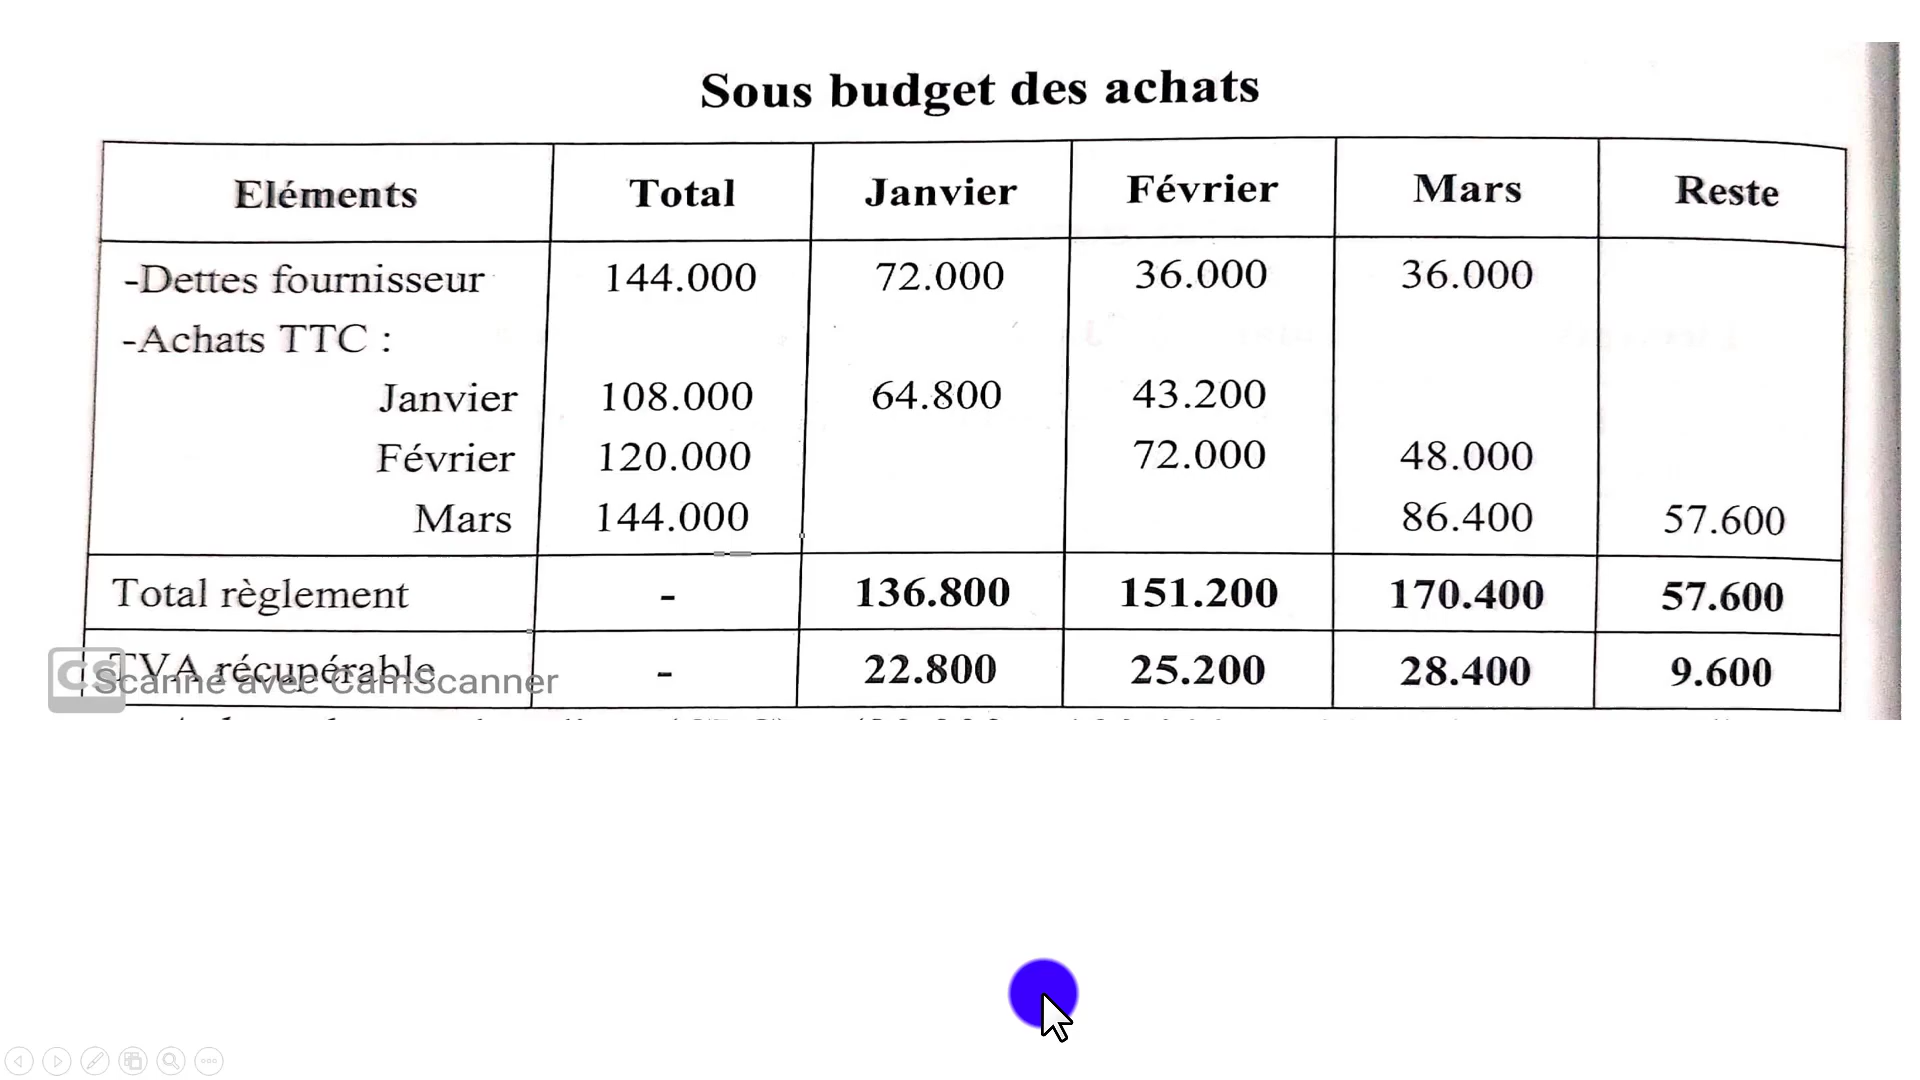 Sous budget des achats
Eléments Total Janvier Février Mars Reste
-Dettes fournisseur 144.000 72.000 36.000 36.000
-Achats TTC :
Janvier 108.000 64.800 43.200
Février 120.000 72.000 48.000
Mars 144.000 86.400 57.600
Total règlement - 136.800 151.200 170.400 57.600
TVA récupérable - 22.800 25.200 28.400 9.600
CS Scanné avec CamScanner